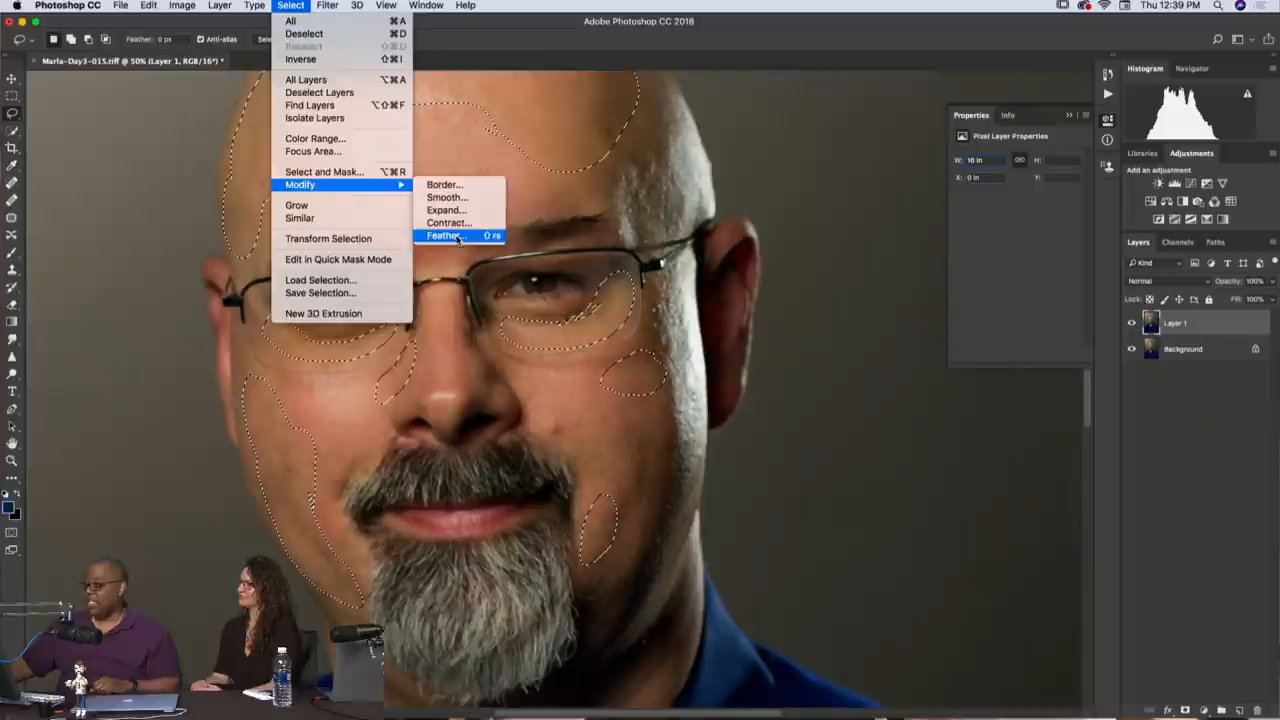 Photoshop CC File Edit Image Layer Type Select Filter 3D View Window Help Thu 12:39 PM
Adobe Photoshop CC 2018
Feather: 0 px Anti-alias Sele
Marla-Day3-015.tiff @ 50% (Layer 1, RGB/16*) *
All ⌘A
Deselect ⌘D
Reselect ⇧⌘D
Inverse ⇧⌘I
All Layers ⌥⌘A
Deselect Layers
Find Layers ⌥⇧⌘F
Isolate Layers
Color Range...
Focus Area...
Select and Mask... ⌥⌘R
Modify
Grow
Similar
Transform Selection
Edit in Quick Mask Mode
Load Selection...
Save Selection...
New 3D Extrusion
Border...
Smooth...
Expand...
Contract...
Feather... ⇧F6
Properties Info
Pixel Layer Properties
W: 16 in H:
X: 0 in Y:
Histogram Navigator
Libraries Adjustments
Add an adjustment
Layers Channels Paths
Kind
Normal Opacity: 100%
Lock: Fill: 100%
Layer 1
Background